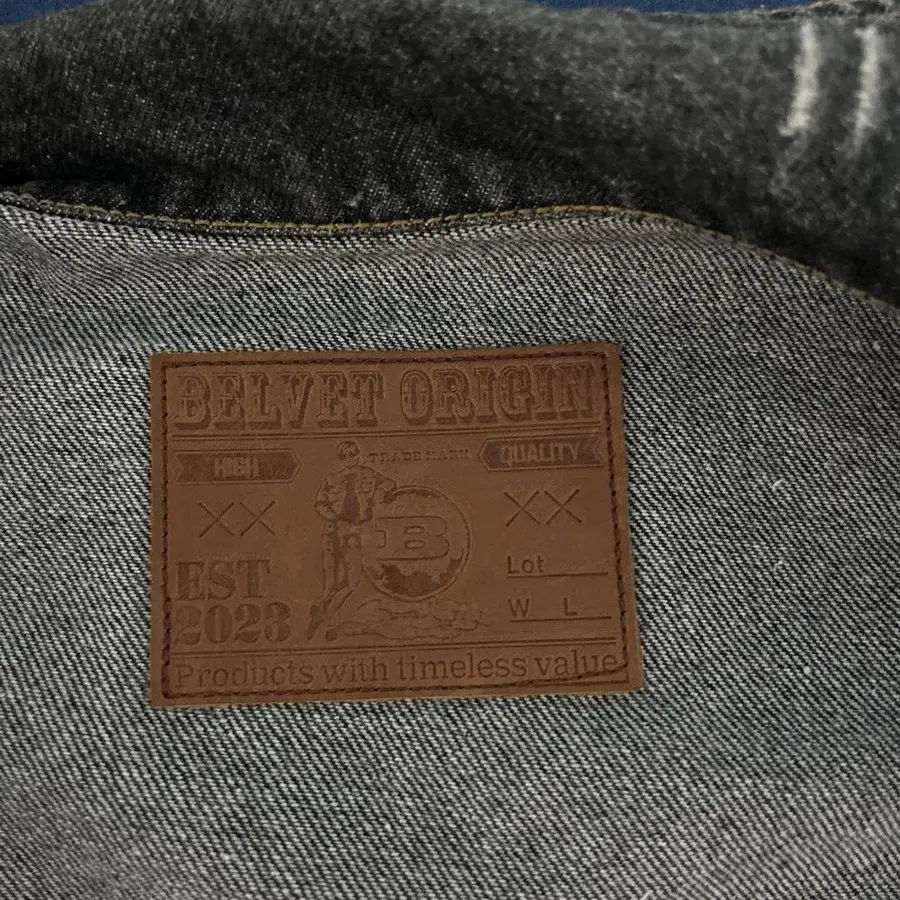 BELVET ORIGIN
HIGH TRADE MARK QUALITY
XX XX
B
EST
2023
Lot
W L
Products with timeless value